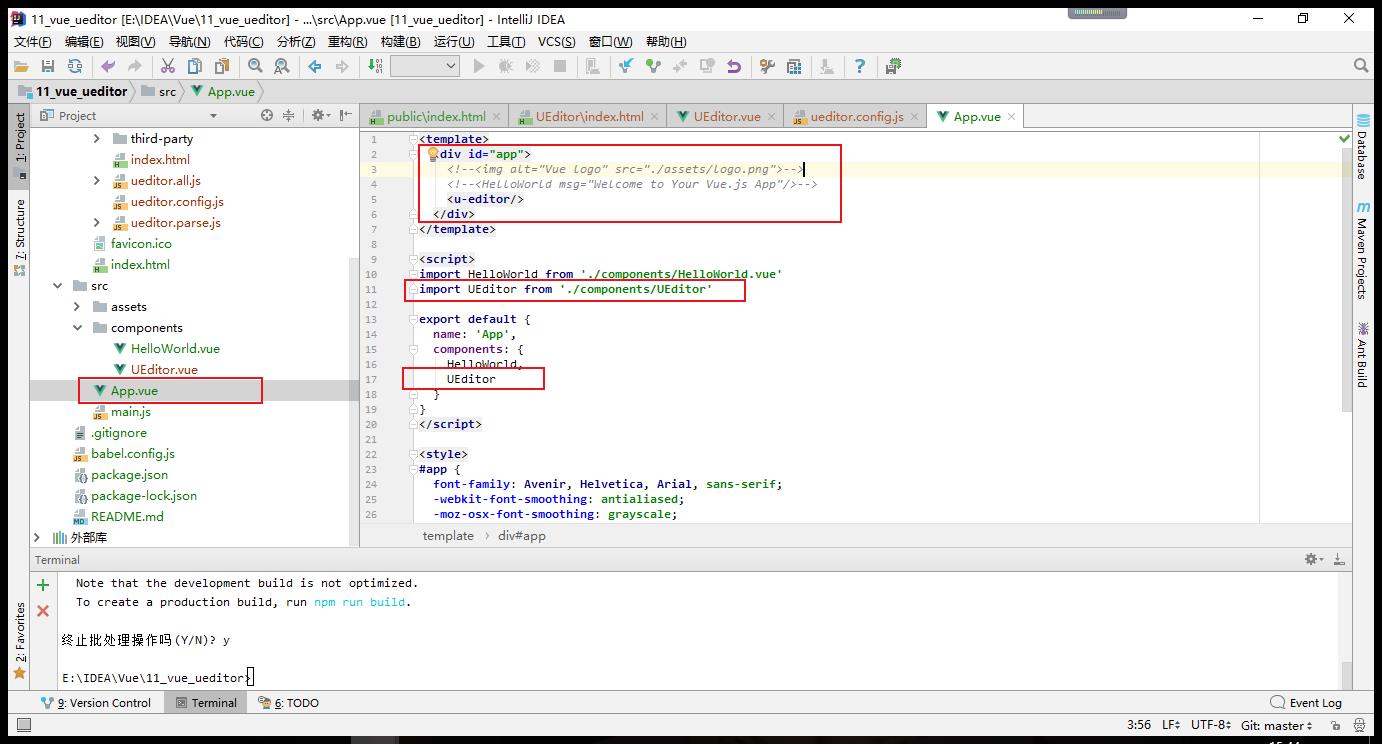 11_vue_ueditor [E:\IDEA\Vue\11_vue_ueditor] - ...\src\App.vue [11_vue_ueditor] - IntelliJ IDEA
文件(F) 编辑(E) 视图(V) 导航(N) 代码(C) 分析(Z) 重构(R) 构建(B) 运行(U) 工具(T) VCS(S) 窗口(W) 帮助(H)
11_vue_ueditor src App.vue
Project
public\index.html UEditor\index.html UEditor.vue ueditor.config.js App.vue
1: Project
7: Structure
2: Favorites
third-party
index.html
ueditor.all.js
ueditor.config.js
ueditor.parse.js
favicon.ico
index.html
src
assets
components
HelloWorld.vue
UEditor.vue
App.vue
main.js
.gitignore
babel.config.js
package.json
package-lock.json
README.md
外部库
1 <template>
2 div id="app">
3 <!--<img alt="Vue logo" src="./assets/logo.png">-->
4 <!--<HelloWorld msg="Welcome to Your Vue.js App"/>-->
5 <u-editor/>
6 </div>
7 </template>
8
9 <script>
10 import HelloWorld from './components/HelloWorld.vue'
11 import UEditor from './components/UEditor'
12
13 export default {
14 name: 'App',
15 components: {
16 HelloWorld,
17 UEditor
18 }
19 }
20 </script>
21
22 <style>
23 #app {
24 font-family: Avenir, Helvetica, Arial, sans-serif;
25 -webkit-font-smoothing: antialiased;
26 -moz-osx-font-smoothing: grayscale;
template div#app
Database
Maven Projects
Ant Build
Terminal
Note that the development build is not optimized.
To create a production build, run npm run build.
终止批处理操作吗(Y/N)? y
E:\IDEA\Vue\11_vue_ueditor>
9: Version Control Terminal 6: TODO Event Log
3:56 LF UTF-8 Git: master